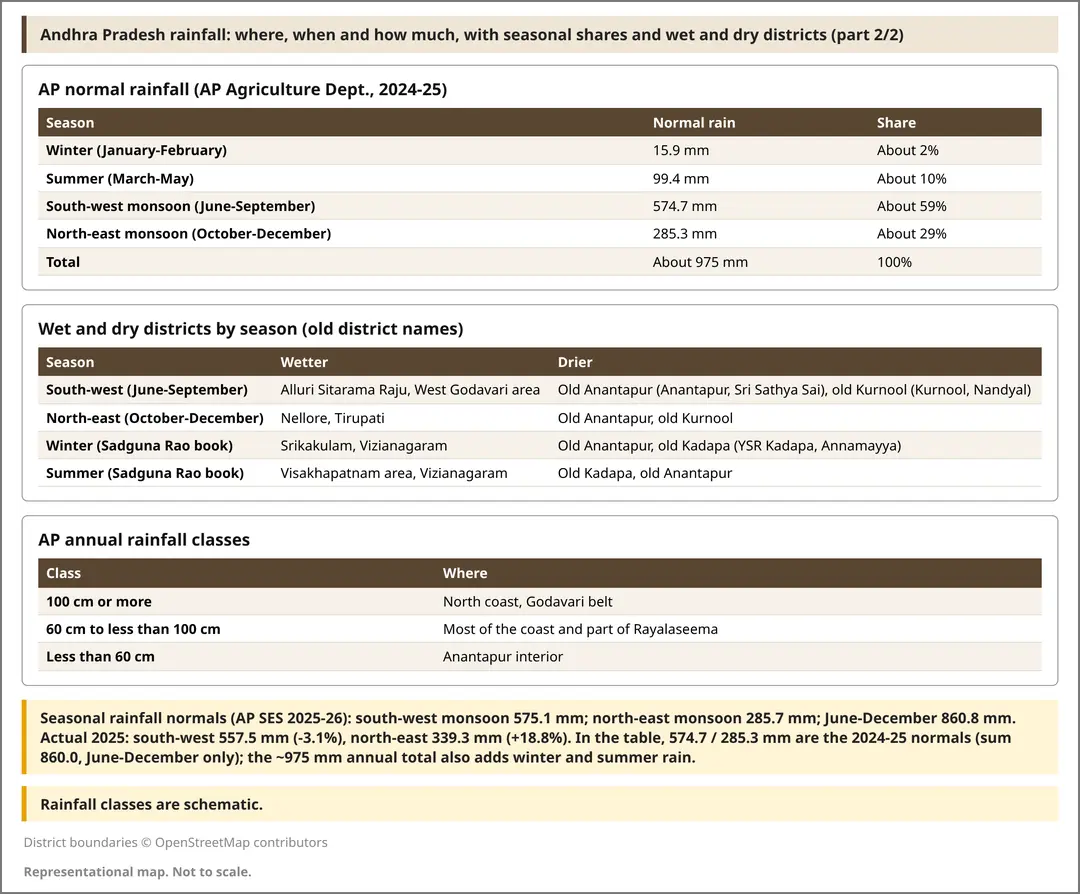 Andhra Pradesh rainfall: where, when and how much, with seasonal shares and wet and dry districts (part 2/2)
AP normal rainfall (AP Agriculture Dept., 2024-25)
Season Normal rain Share
Winter (January-February) 15.9 mm About 2%
Summer (March-May) 99.4 mm About 10%
South-west monsoon (June-September) 574.7 mm About 59%
North-east monsoon (October-December) 285.3 mm About 29%
Total About 975 mm 100%
Wet and dry districts by season (old district names)
Season Wetter Drier
South-west (June-September) Alluri Sitarama Raju, West Godavari area Old Anantapur (Anantapur, Sri Sathya Sai), old Kurnool (Kurnool, Nandyal)
North-east (October-December) Nellore, Tirupati Old Anantapur, old Kurnool
Winter (Sadguna Rao book) Srikakulam, Vizianagaram Old Anantapur, old Kadapa (YSR Kadapa, Annamayya)
Summer (Sadguna Rao book) Visakhapatnam area, Vizianagaram Old Kadapa, old Anantapur
AP annual rainfall classes
Class Where
100 cm or more North coast, Godavari belt
60 cm to less than 100 cm Most of the coast and part of Rayalaseema
Less than 60 cm Anantapur interior
Seasonal rainfall normals (AP SES 2025-26): south-west monsoon 575.1 mm; north-east monsoon 285.7 mm; June-December 860.8 mm.
Actual 2025: south-west 557.5 mm (-3.1%), north-east 339.3 mm (+18.8%). In the table, 574.7 / 285.3 mm are the 2024-25 normals (sum
860.0, June-December only); the ~975 mm annual total also adds winter and summer rain.
Rainfall classes are schematic.
District boundaries © OpenStreetMap contributors
Representational map. Not to scale.